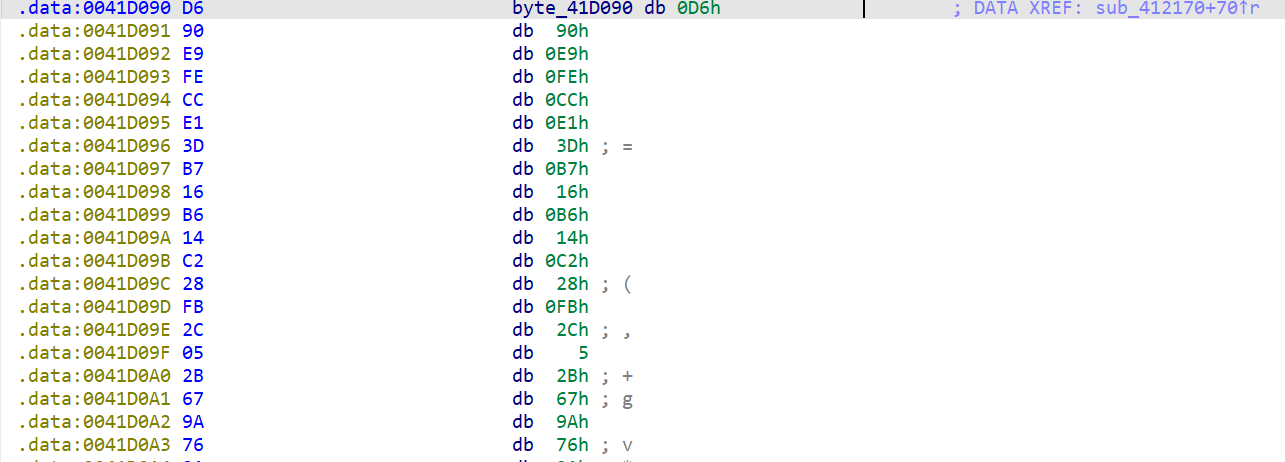 .data:0041D090 D6 byte_41D090 db 0D6h ; DATA XREF: sub_412170+70↑r
.data:0041D091 90 db 90h
.data:0041D092 E9 db 0E9h
.data:0041D093 FE db 0FEh
.data:0041D094 CC db 0CCh
.data:0041D095 E1 db 0E1h
.data:0041D096 3D db 3Dh ; =
.data:0041D097 B7 db 0B7h
.data:0041D098 16 db 16h
.data:0041D099 B6 db 0B6h
.data:0041D09A 14 db 14h
.data:0041D09B C2 db 0C2h
.data:0041D09C 28 db 28h ; (
.data:0041D09D FB db 0FBh
.data:0041D09E 2C db 2Ch ; ,
.data:0041D09F 05 db 5
.data:0041D0A0 2B db 2Bh ; +
.data:0041D0A1 67 db 67h ; g
.data:0041D0A2 9A db 9Ah
.data:0041D0A3 76 db 76h ; v